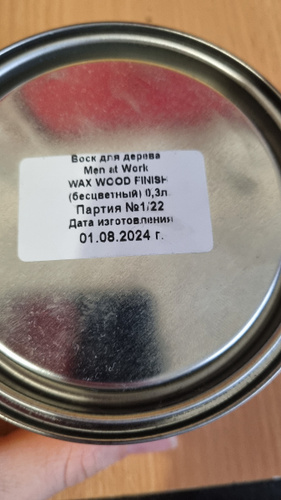 Воск для дерева
Men at Work
WAX WOOD FINISH
(бесцветный) 0,3л
Партия №1/22
Дата изготовления
01.08.2024 г.